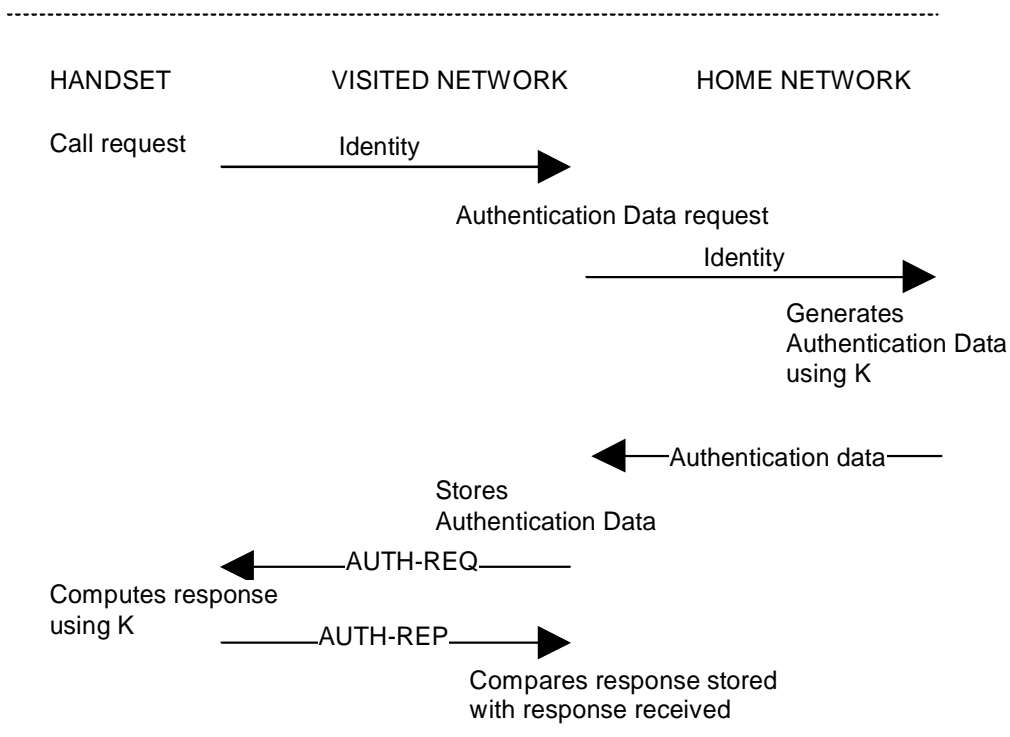 HANDSET VISITED NETWORK HOME NETWORK
Call request Identity
Authentication Data request
Identity
Generates
Authentication Data
using K
Authentication data
Stores
Authentication Data
AUTH-REQ
Computes response
using K
AUTH-REP
Compares response stored
with response received